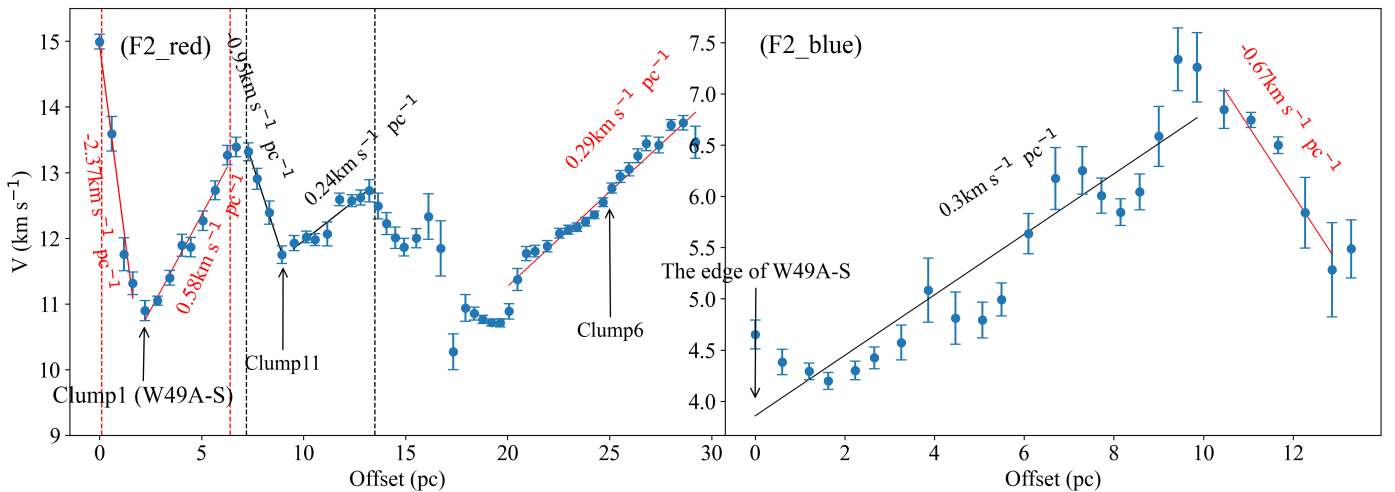 (F2_red)
-2.37km s⁻¹ pc⁻¹
0.58km s⁻¹ pc⁻¹
-0.95km s⁻¹ pc⁻¹
0.24km s⁻¹ pc⁻¹
0.29km s⁻¹ pc⁻¹
Clump1 (W49A-S)
Clump11
Clump6
V (km s⁻¹)
15
14
13
12
11
10
9
0
5
10
15
20
25
30
Offset (pc)
(F2_blue)
0.3km s⁻¹ pc⁻¹
-0.67km s⁻¹ pc⁻¹
The edge of W49A-S
7.5
7.0
6.5
6.0
5.5
5.0
4.5
4.0
0
2
4
6
8
10
12
Offset (pc)